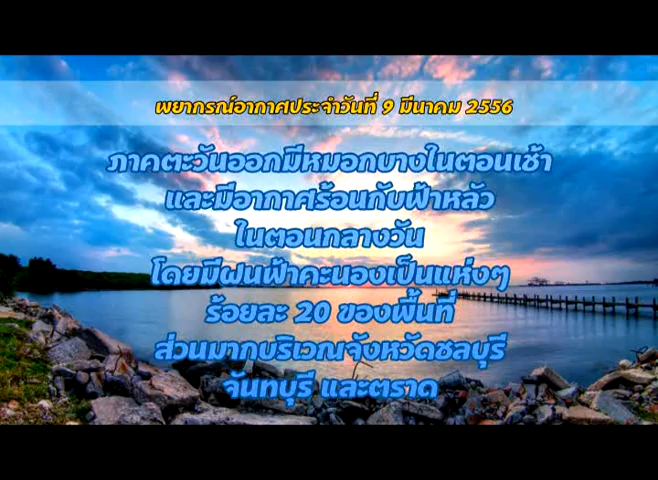 พยากรณ์อากาศประจำวันที่ 9 มีนาคม 2556
ภาคตะวันออกมีหมอกบางในตอนเช้า
และมีอากาศร้อนกับฟ้าหลัว
ในตอนกลางวัน
โดยมีฝนฟ้าคะนองเป็นแห่งๆ
ร้อยละ 20 ของพื้นที่
ส่วนมากบริเวณจังหวัดชลบุรี
จันทบุรี และตราด